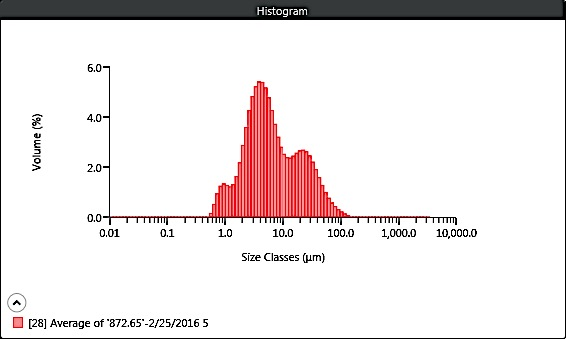 Histogram
6.0
4.0
2.0
0.0
0.01 0.1 1.0 10.0 100.0 1,000.0 10,000.0
Volume (%)
Size Classes (µm)
[28] Average of '872.65'-2/25/2016 5